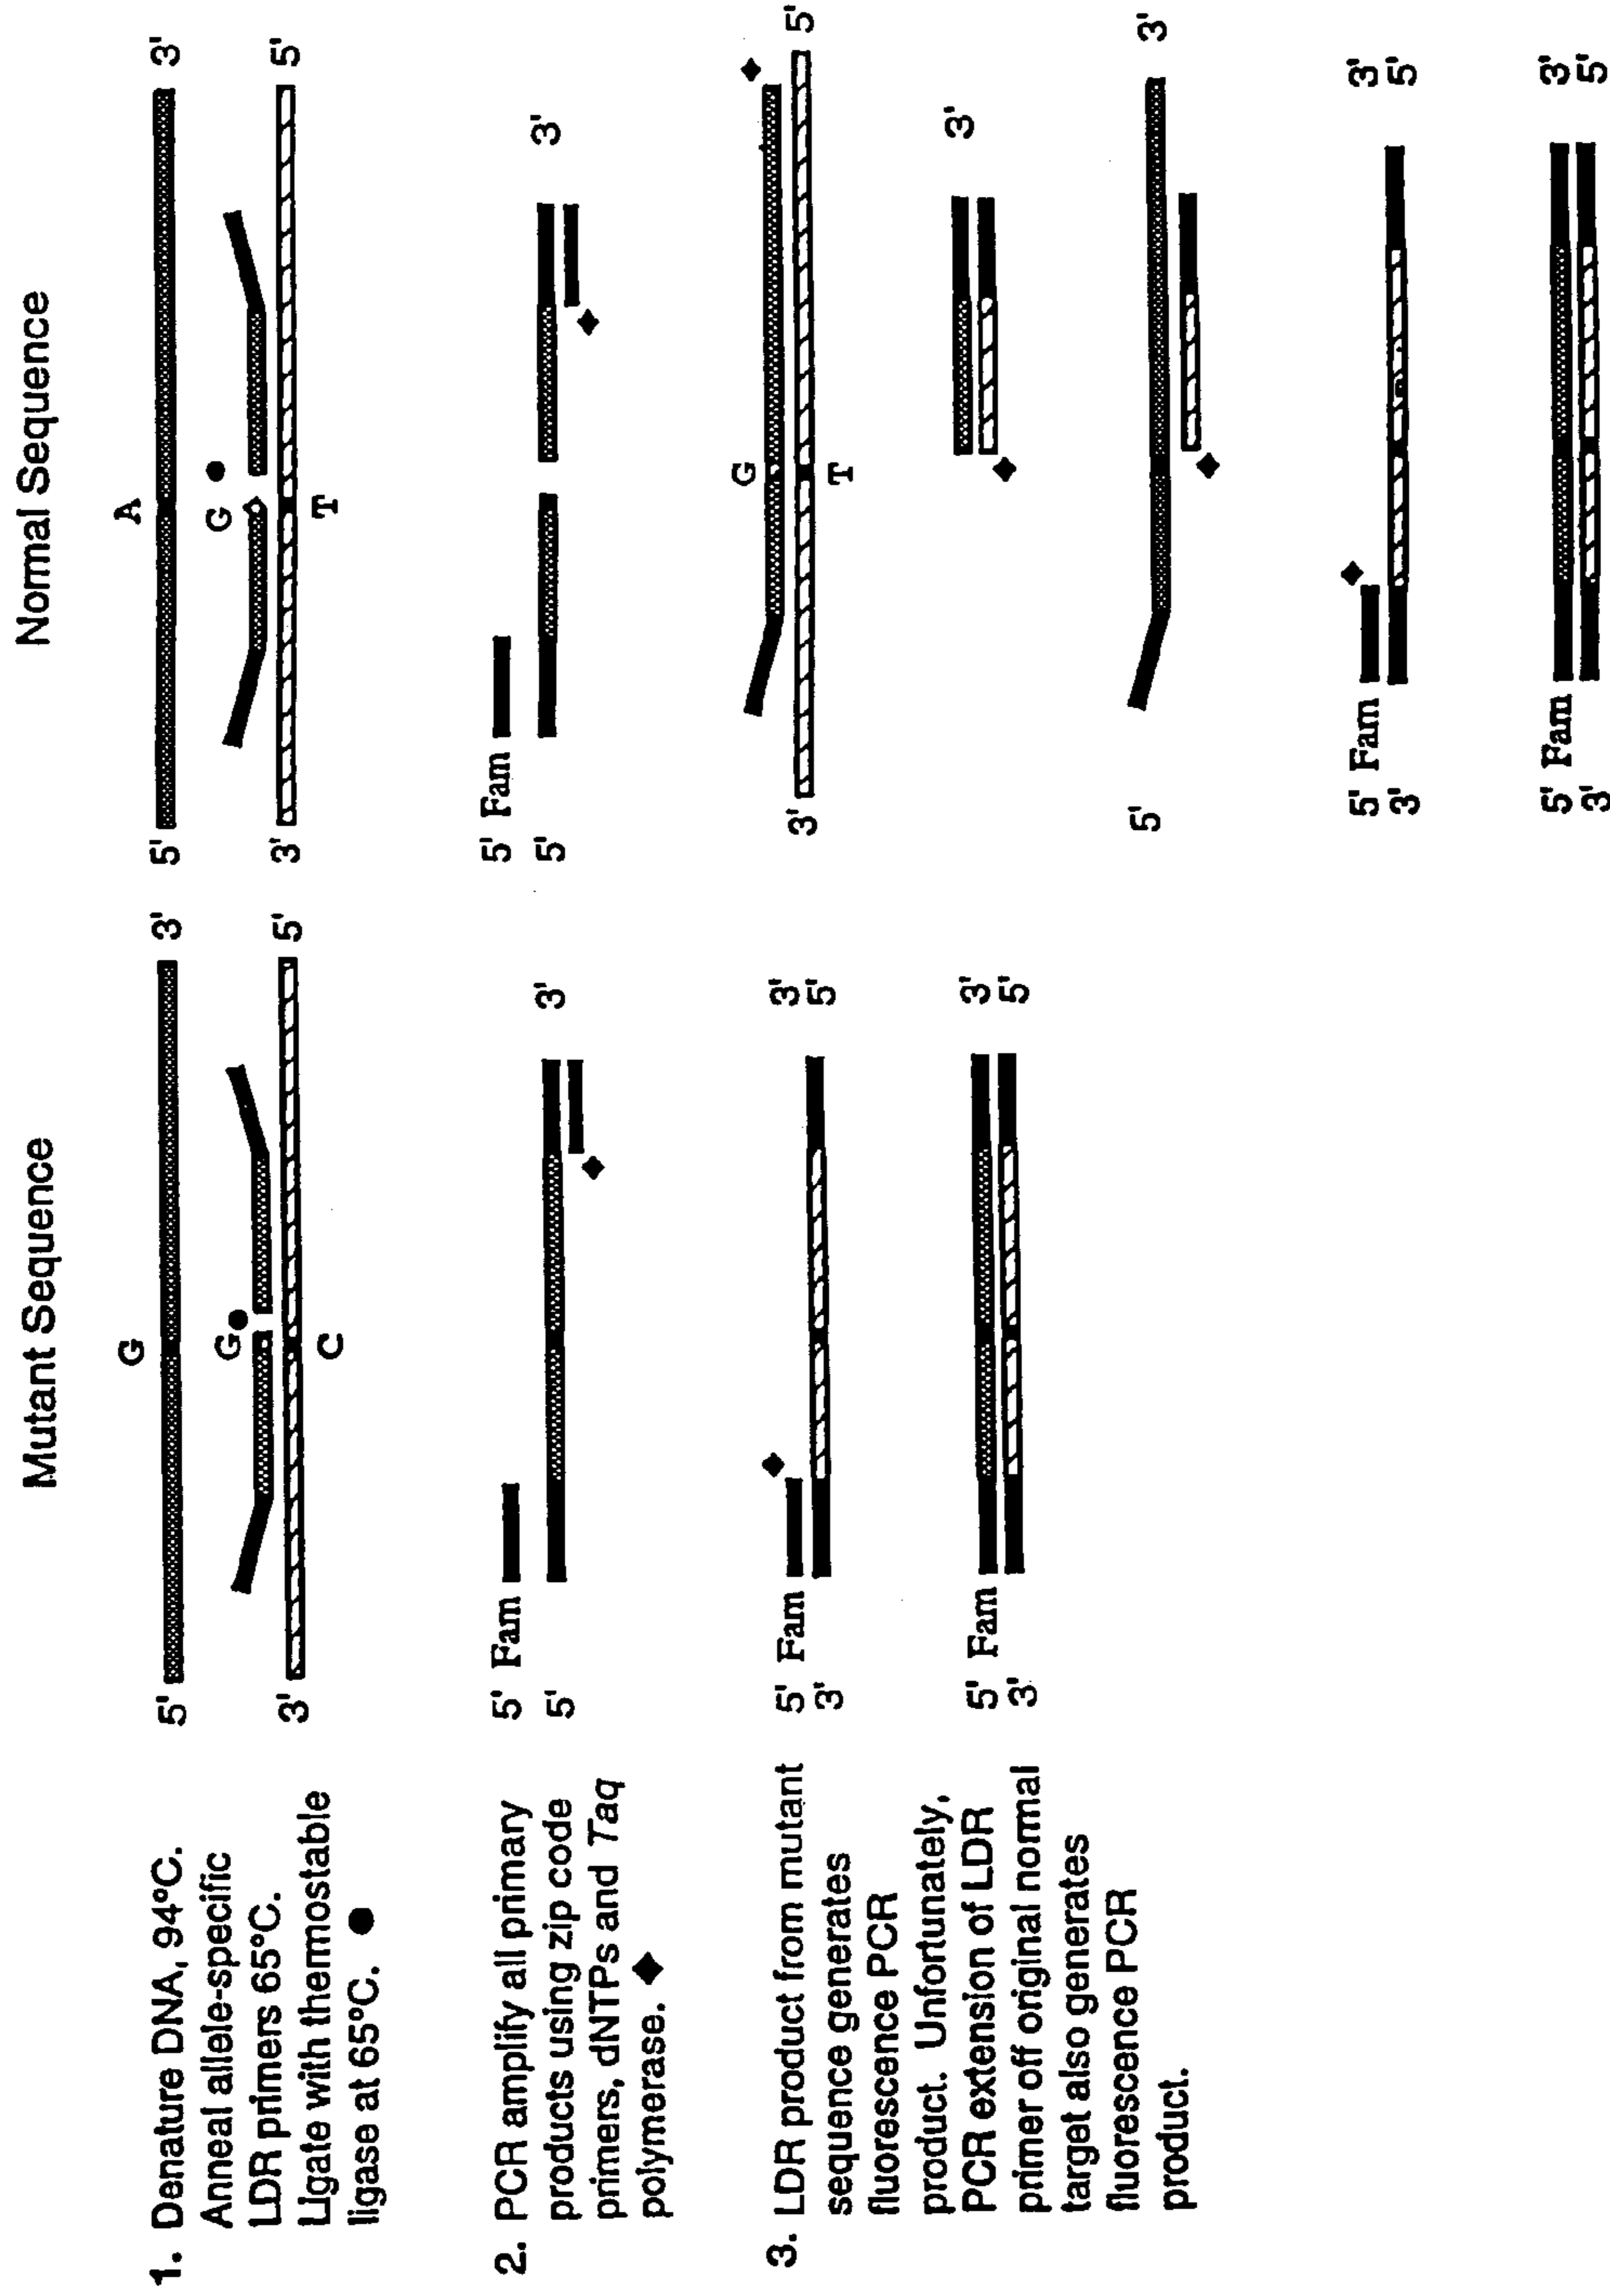 Mutant Sequence
Normal Sequence
1. Denature DNA, 94°C.
Anneal allele-specific
LDR primers 65°C.
Ligate with thermostable
ligase at 65°C. ●
5' 3'
G
G
3' 5'
C
5' 3'
A
G
3' 5'
T
2. PCR amplify all primary
products using zip code
primers, dNTPs and Taq
polymerase. ◆
5' Fam
5' 3'
5' Fam
5' 3'
3. LDR product from mutant
sequence generates
fluorescence PCR
product. Unfortunately,
PCR extension of LDR
primer off original normal
target also generates
fluorescence PCR
product.
5' Fam 3'
3' 5'
5' Fam 3'
3' 5'
G
3' 5'
T
3'
5' 3'
5' Fam 3'
3' 5'
5' Fam 3'
3' 5'